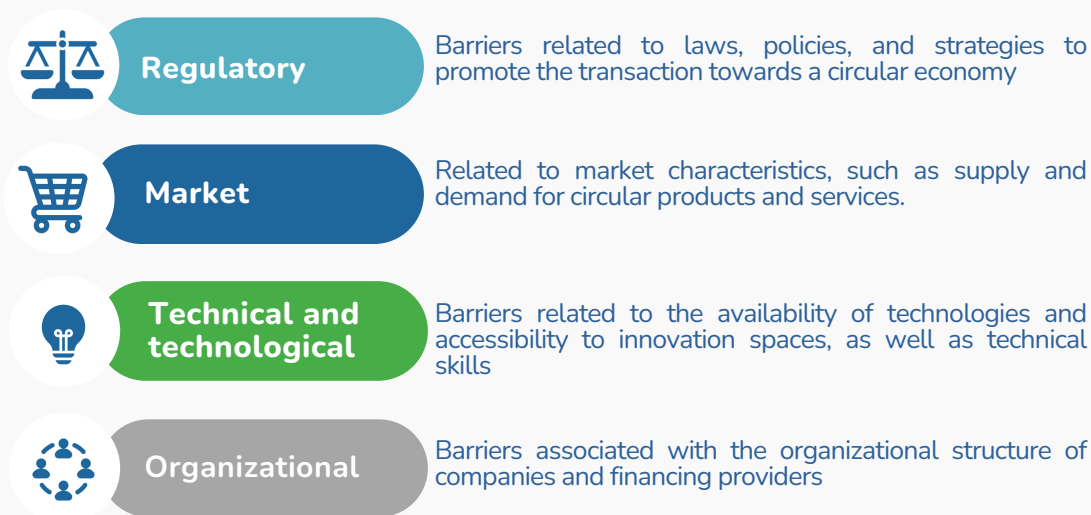 Regulatory
Barriers related to laws, policies, and strategies to
promote the transaction towards a circular economy
Market
Related to market characteristics, such as supply and
demand for circular products and services.
Technical and
technological
Barriers related to the availability of technologies and
accessibility to innovation spaces, as well as technical
skills
Organizational
Barriers associated with the organizational structure of
companies and financing providers